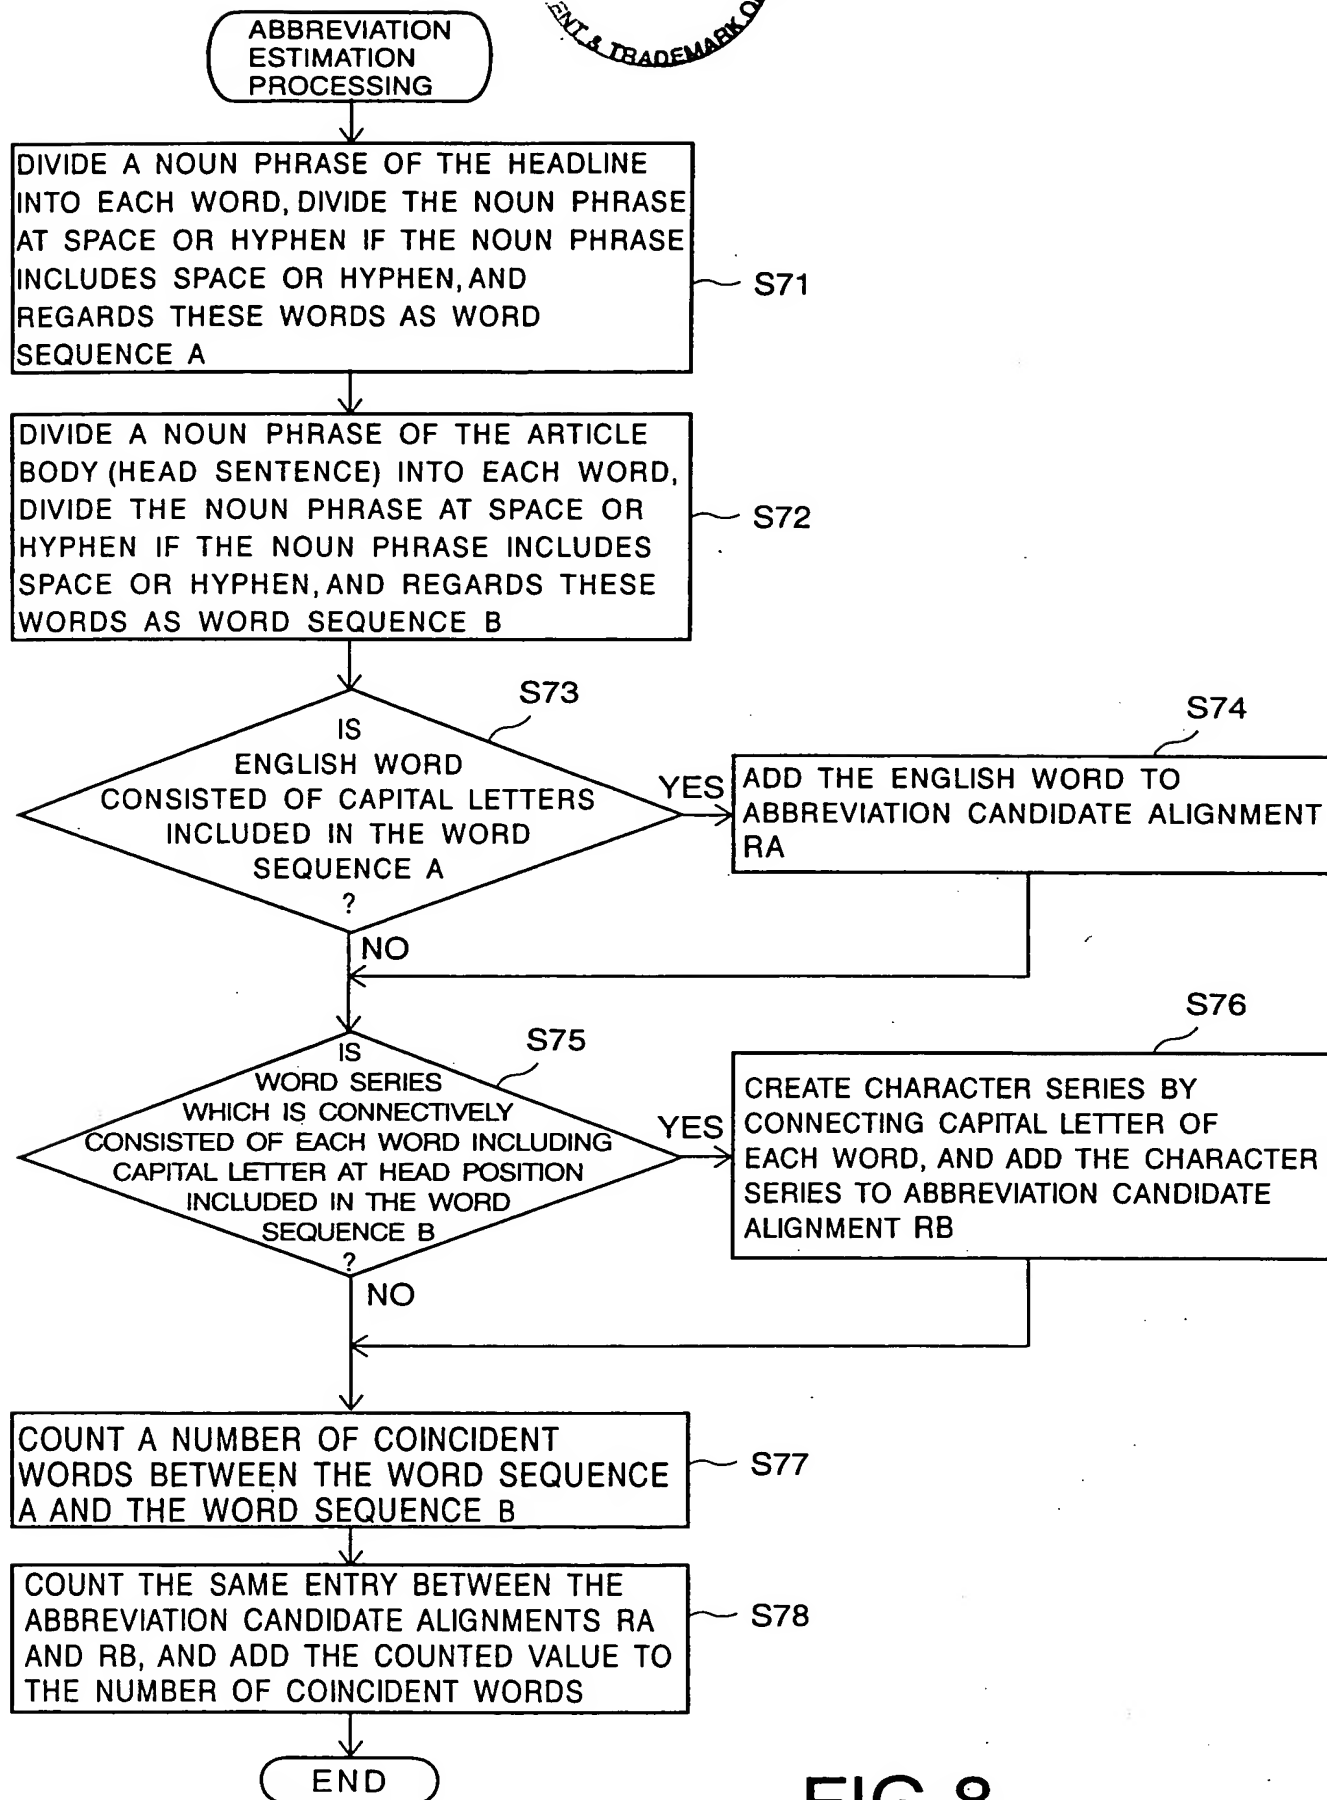 ENT & TRADEMARK
ABBREVIATION
ESTIMATION
PROCESSING
DIVIDE A NOUN PHRASE OF THE HEADLINE
INTO EACH WORD, DIVIDE THE NOUN PHRASE
AT SPACE OR HYPHEN IF THE NOUN PHRASE
INCLUDES SPACE OR HYPHEN, AND
REGARDS THESE WORDS AS WORD
SEQUENCE A
S71
DIVIDE A NOUN PHRASE OF THE ARTICLE
BODY (HEAD SENTENCE) INTO EACH WORD,
DIVIDE THE NOUN PHRASE AT SPACE OR
HYPHEN IF THE NOUN PHRASE INCLUDES
SPACE OR HYPHEN, AND REGARDS THESE
WORDS AS WORD SEQUENCE B
S72
S73
IS
ENGLISH WORD
CONSISTED OF CAPITAL LETTERS
INCLUDED IN THE WORD
SEQUENCE A
?
YES
NO
S74
ADD THE ENGLISH WORD TO
ABBREVIATION CANDIDATE ALIGNMENT
RA
S75
IS
WORD SERIES
WHICH IS CONNECTIVELY
CONSISTED OF EACH WORD INCLUDING
CAPITAL LETTER AT HEAD POSITION
INCLUDED IN THE WORD
SEQUENCE B
?
YES
NO
S76
CREATE CHARACTER SERIES BY
CONNECTING CAPITAL LETTER OF
EACH WORD, AND ADD THE CHARACTER
SERIES TO ABBREVIATION CANDIDATE
ALIGNMENT RB
COUNT A NUMBER OF COINCIDENT
WORDS BETWEEN THE WORD SEQUENCE
A AND THE WORD SEQUENCE B
S77
COUNT THE SAME ENTRY BETWEEN THE
ABBREVIATION CANDIDATE ALIGNMENTS RA
AND RB, AND ADD THE COUNTED VALUE TO
THE NUMBER OF COINCIDENT WORDS
S78
END
FIG. 8